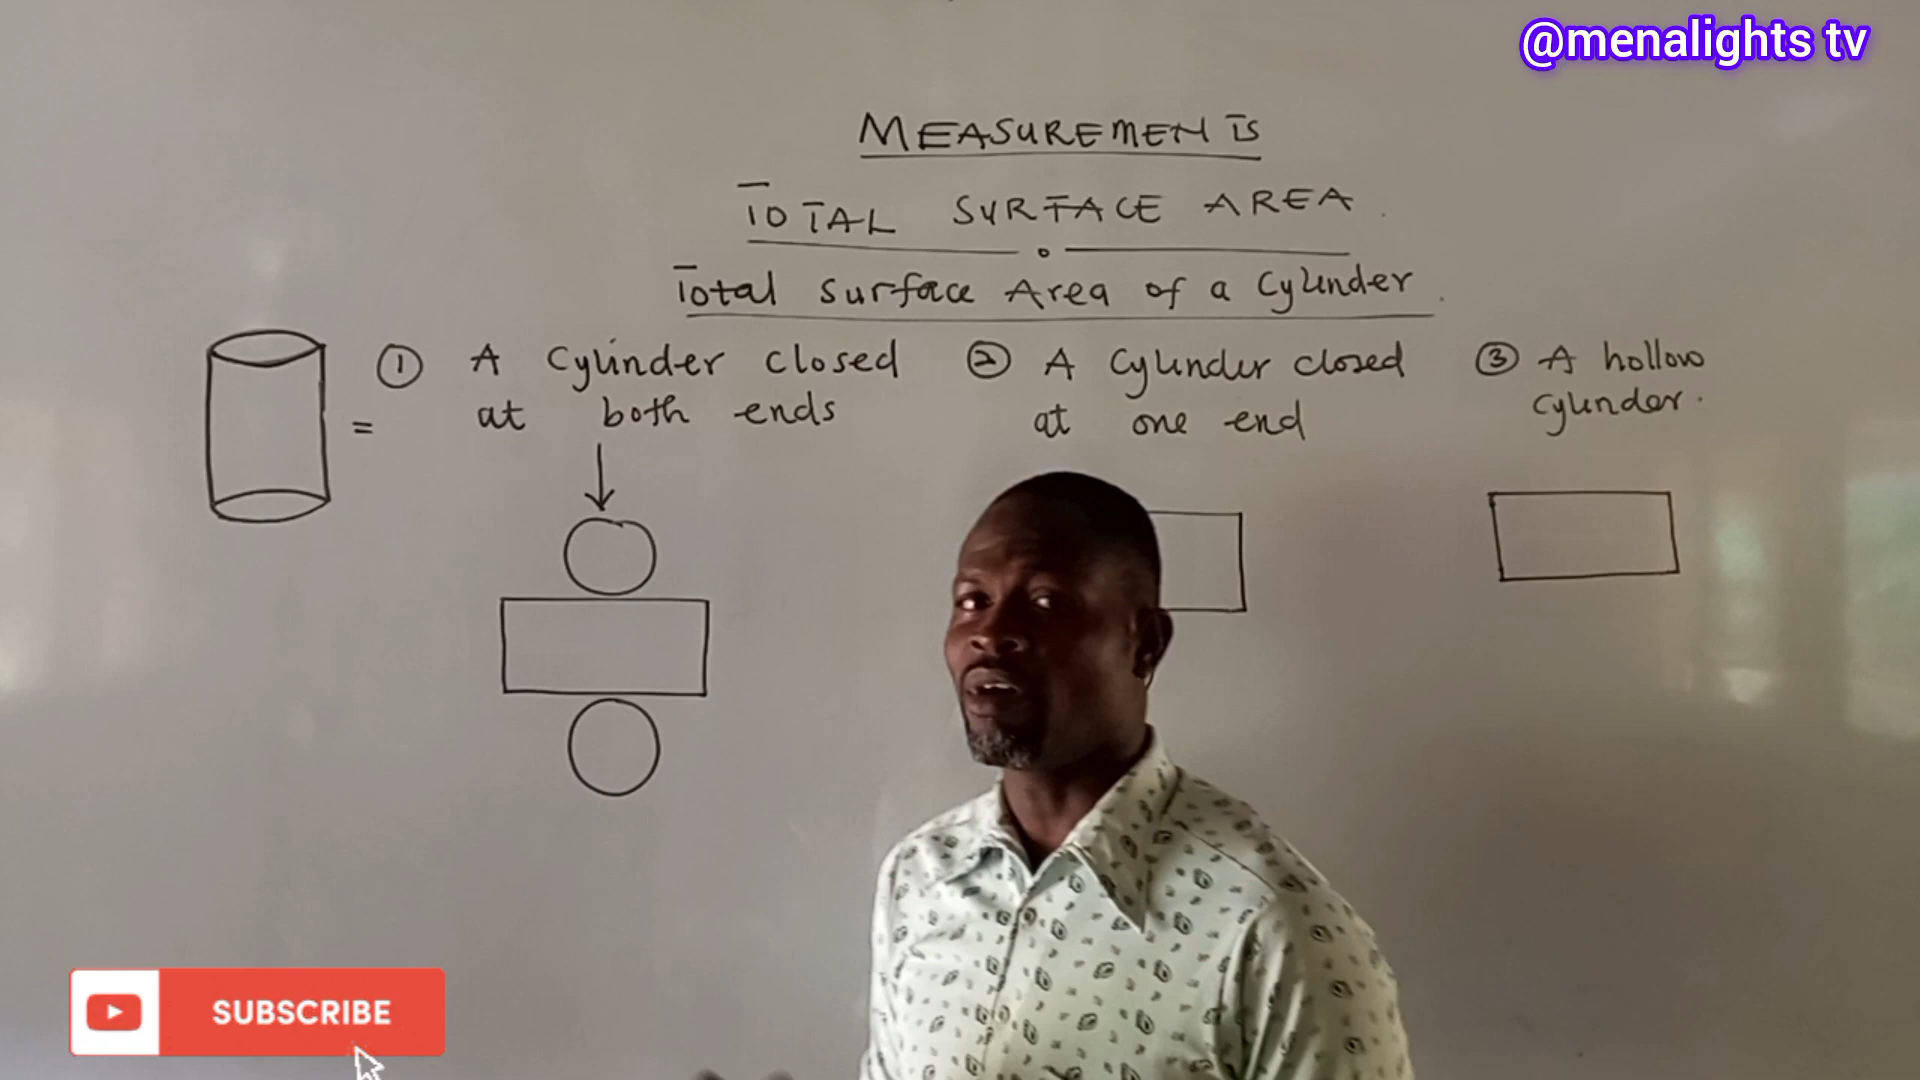 @menalights tv
MEASUREMENTS
TOTAL SURFACE AREA
Total Surface Area of a Cylinder.
① A Cylinder closed
at both ends
② A Cylinder closed
at one end
③ A hollow
cylinder.
=
SUBSCRIBE